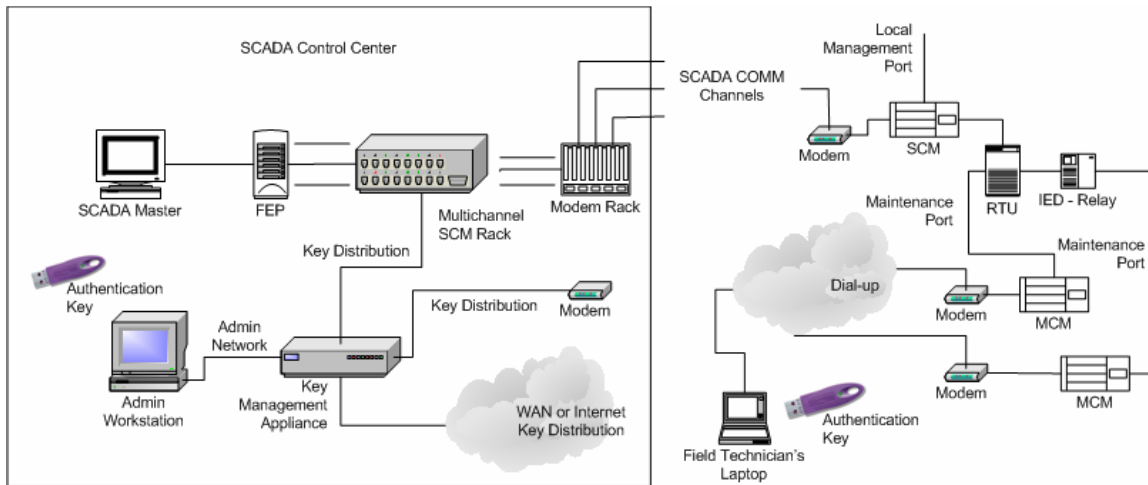 SCADA Control Center
SCADA Master
FEP
Multichannel
SCM Rack
Modem Rack
Key Distribution
Authentication
Key
Admin
Network
Key Distribution
Modem
Admin
Workstation
Key
Management
Appliance
WAN or Internet
Key Distribution
Local
Management
Port
SCADA COMM
Channels
Modem
SCM
RTU
IED - Relay
Maintenance
Port
Maintenance
Port
Dial-up
Modem
MCM
Modem
MCM
Authentication
Key
Field Technician's
Laptop